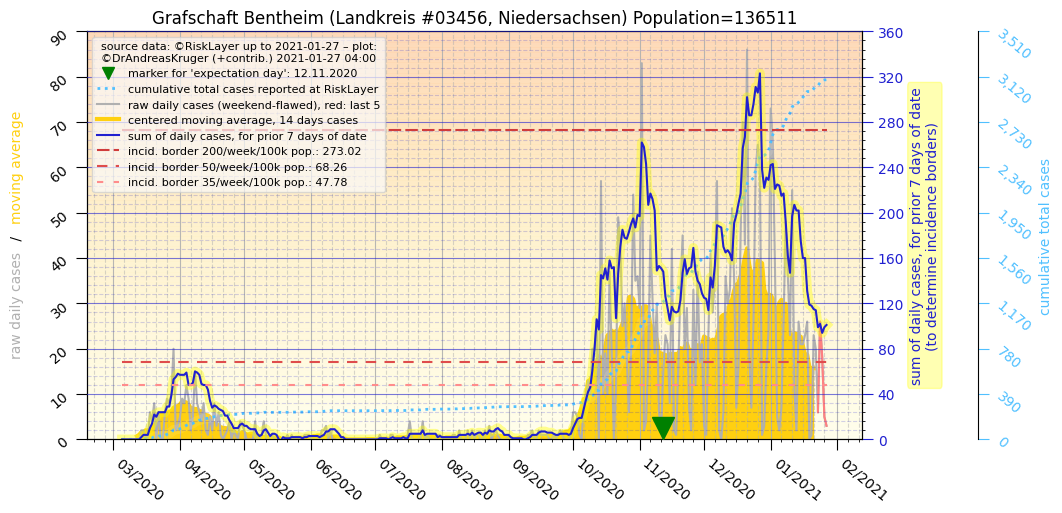 Grafschaft Bentheim (Landkreis #03456, Niedersachsen) Population=136511
source data: ©RiskLayer up to 2021-01-27 – plot:
©DrAndreasKruger (+contrib.) 2021-01-27 04:00
marker for 'expectation day': 12.11.2020
cumulative total cases reported at RiskLayer
raw daily cases (weekend-flawed), red: last 5
centered moving average, 14 days cases
sum of daily cases, for prior 7 days of date
incid. border 200/week/100k pop.: 273.02
incid. border 50/week/100k pop.: 68.26
incid. border 35/week/100k pop.: 47.78
raw daily cases / moving average
90
80
70
60
50
40
30
20
10
0
03/2020
04/2020
05/2020
06/2020
07/2020
08/2020
09/2020
10/2020
11/2020
12/2020
01/2021
02/2021
360
320
280
240
200
160
120
80
40
0
sum of daily cases, for prior 7 days of date
(to determine incidence borders)
3,510
3,120
2,730
2,340
1,950
1,560
1,170
780
390
0
cumulative total cases